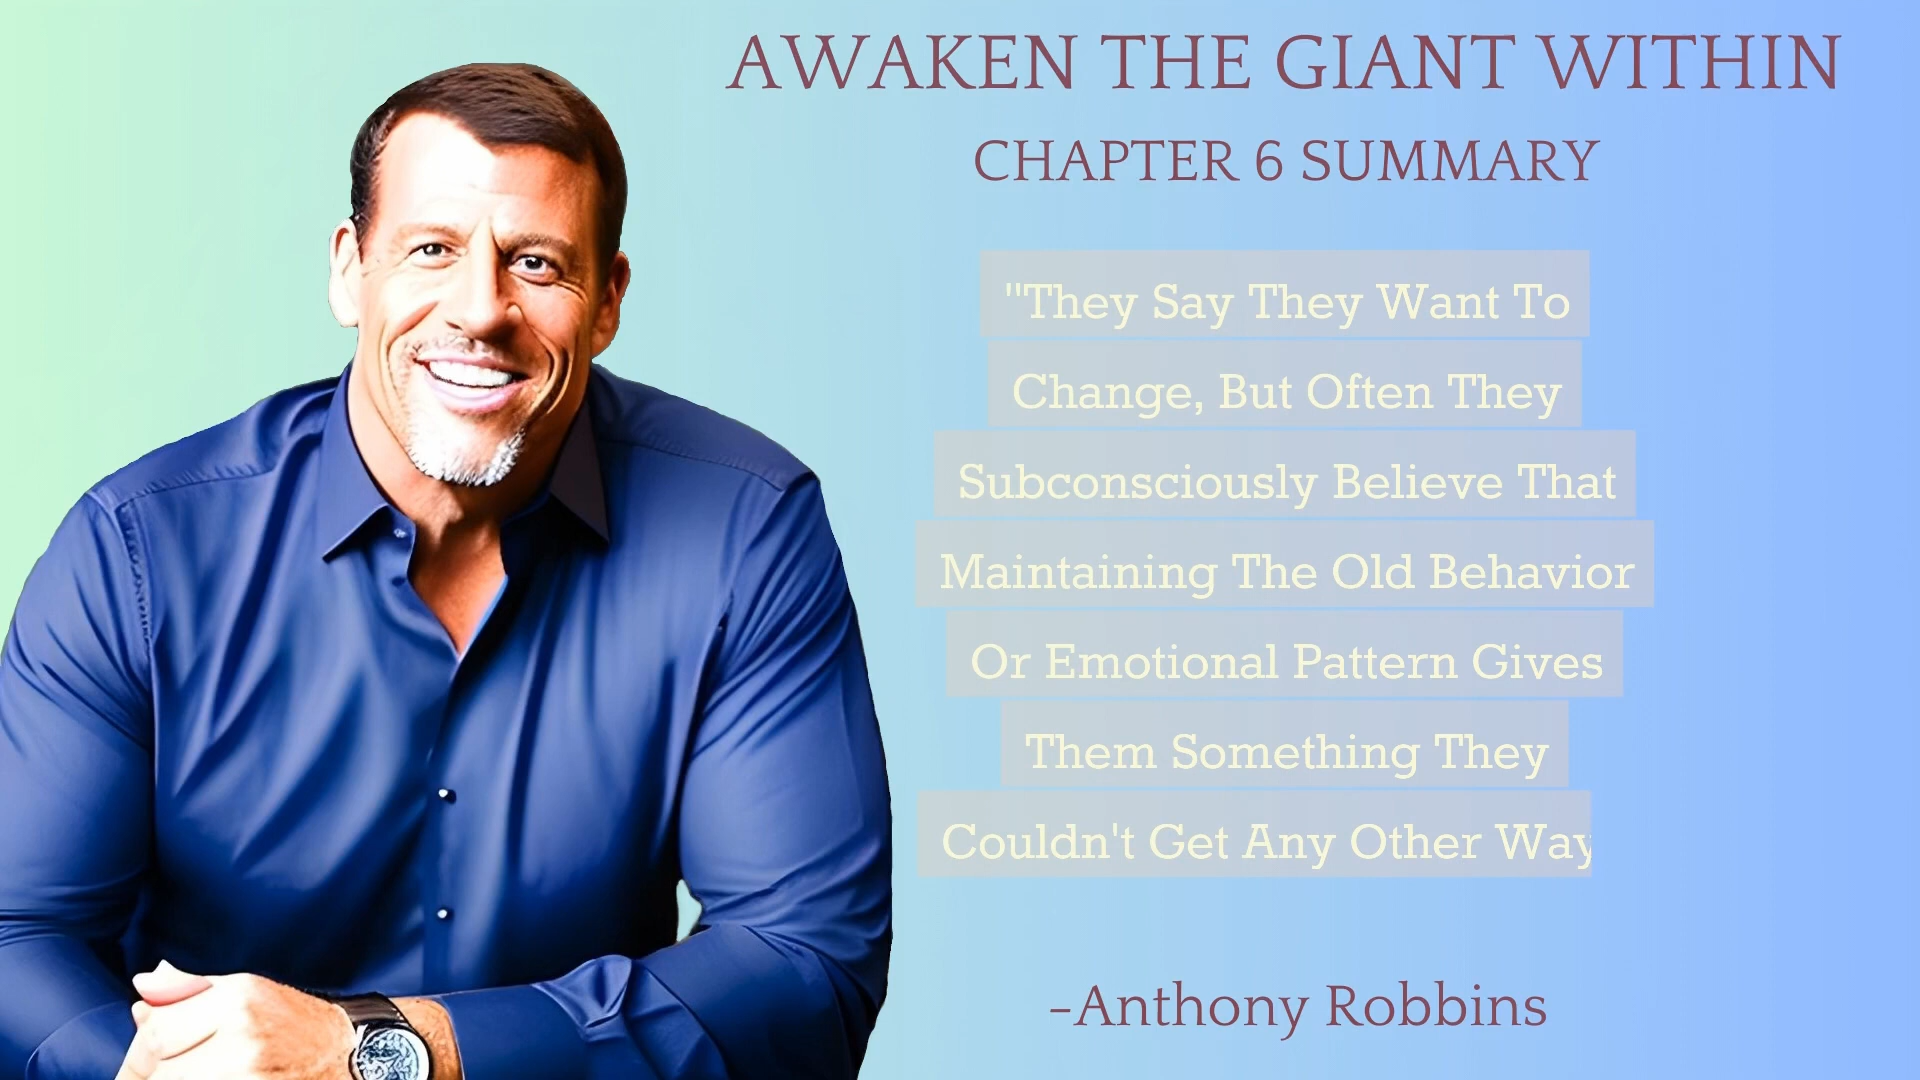 AWAKEN THE GIANT WITHIN
CHAPTER 6 SUMMARY
"They Say They Want To
Change, But Often They
Subconsciously Believe That
Maintaining The Old Behavior
Or Emotional Pattern Gives
Them Something They
Couldn't Get Any Other Way
-Anthony Robbins